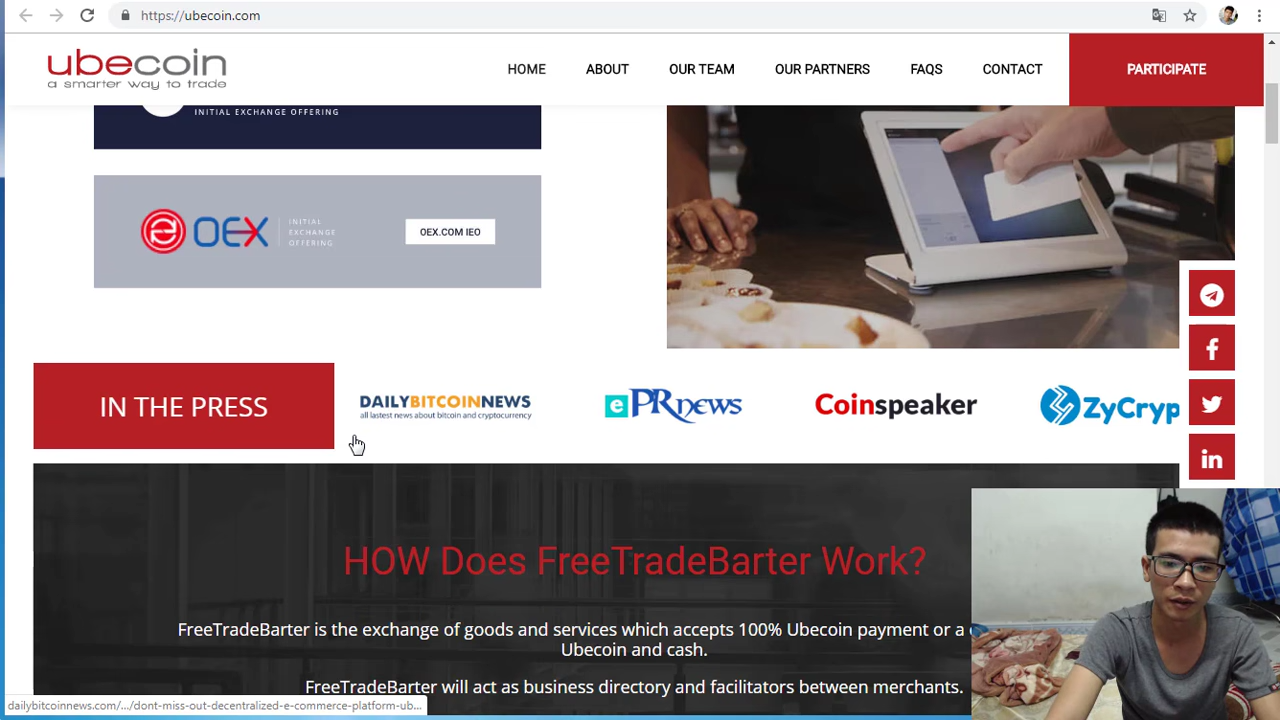 https://ubecoin.com
ubecoin
a smarter way to trade
HOME
ABOUT
OUR TEAM
OUR PARTNERS
FAQS
CONTACT
PARTICIPATE
INITIAL EXCHANGE OFFERING
OEX
INITIAL
EXCHANGE
OFFERING
OEX.COM IEO
IN THE PRESS
DAILYBITCOINNEWS
all lastest news about bitcoin and cryptocurrency
ePRnews
Coinspeaker
ZyCryp
HOW Does FreeTradeBarter Work?
FreeTradeBarter is the exchange of goods and services which accepts 100% Ubecoin payment or a
Ubecoin and cash.
FreeTradeBarter will act as business directory and facilitators between merchants.
dailybitcoinnews.com/.../dont-miss-out-decentralized-e-commerce-platform-ub...